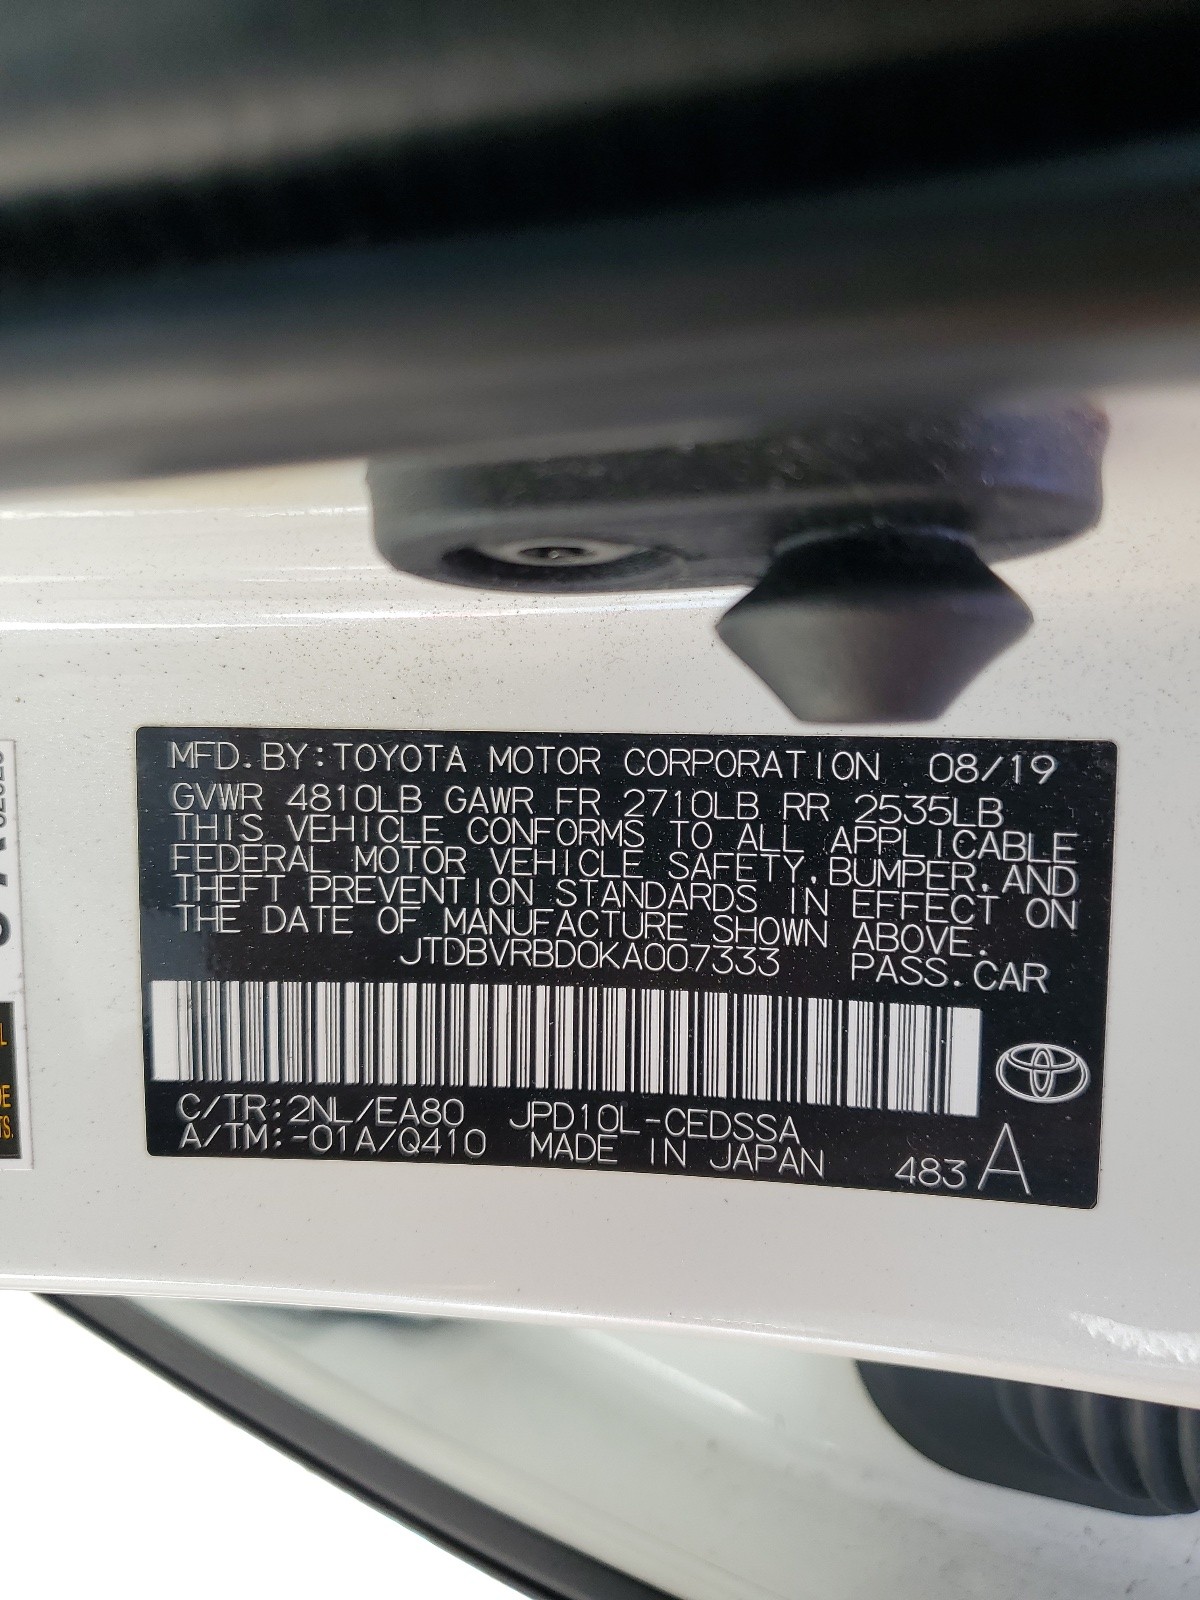 MFD.BY:TOYOTA MOTOR CORPORATION 08/19
GVWR 4810LB GAWR FR 2710LB RR 2535LB
THIS VEHICLE CONFORMS TO ALL APPLICABLE
FEDERAL MOTOR VEHICLE SAFETY,BUMPER,AND
THEFT PREVENTION STANDARDS IN EFFECT ON
THE DATE OF MANUFACTURE SHOWN ABOVE.
JTDBVRBD0KA007333 PASS.CAR
C/TR:2NL/EA80 JPD10L-CEDSSA
A/TM:-01A/Q410 MADE IN JAPAN 483 A